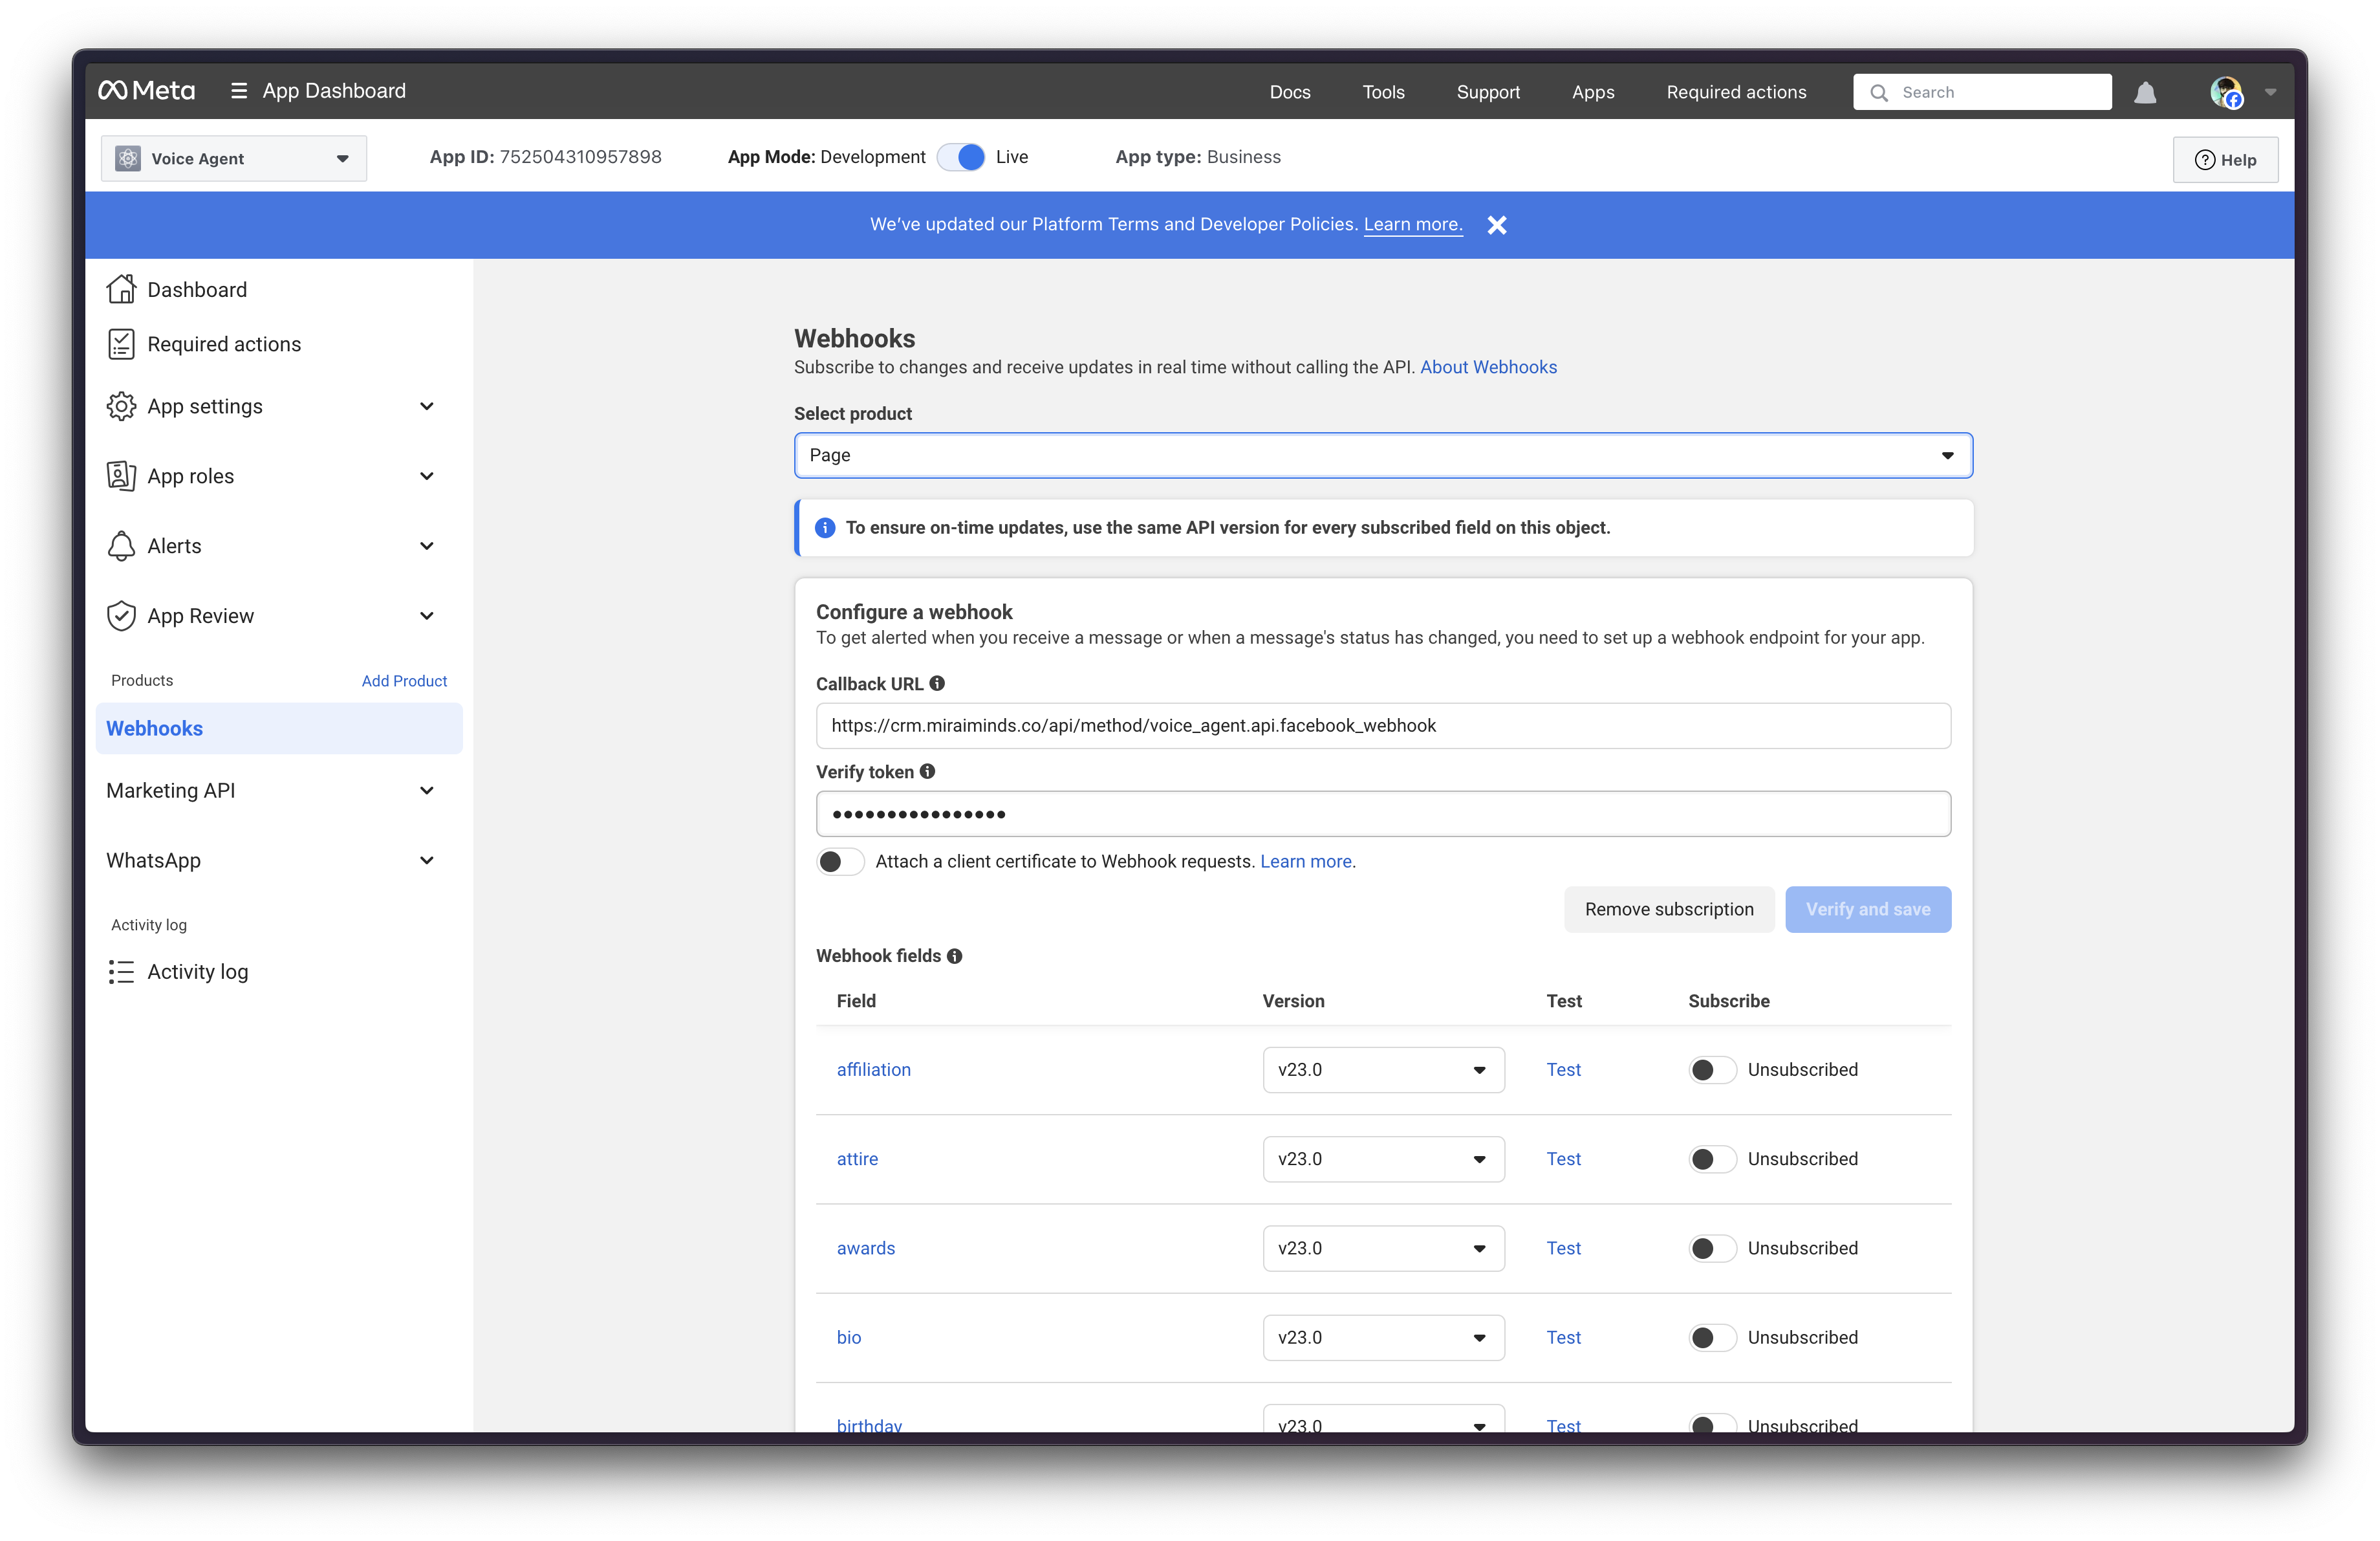 Meta
App Dashboard
Docs
Tools
Support
Apps
Required actions
Search
Voice Agent
App ID: 752504310957898
App Mode: Development
Live
App type: Business
Help
We've updated our Platform Terms and Developer Policies. Learn more.
Dashboard
Required actions
App settings
App roles
Alerts
App Review
Products
Add Product
Webhooks
Marketing API
WhatsApp
Activity log
Activity log
Webhooks
Subscribe to changes and receive updates in real time without calling the API. About Webhooks
Select product
Page
To ensure on-time updates, use the same API version for every subscribed field on this object.
Configure a webhook
To get alerted when you receive a message or when a message's status has changed, you need to set up a webhook endpoint for your app.
Callback URL
https://crm.miraiminds.co/api/method/voice_agent.api.facebook_webhook
Verify token
••••••••••••••••
Attach a client certificate to Webhook requests. Learn more.
Remove subscription
Verify and save
Webhook fields
Field Version Test Subscribe
affiliation v23.0 Test Unsubscribed
attire v23.0 Test Unsubscribed
awards v23.0 Test Unsubscribed
bio v23.0 Test Unsubscribed
birthday v23.0 Test Unsubscribed